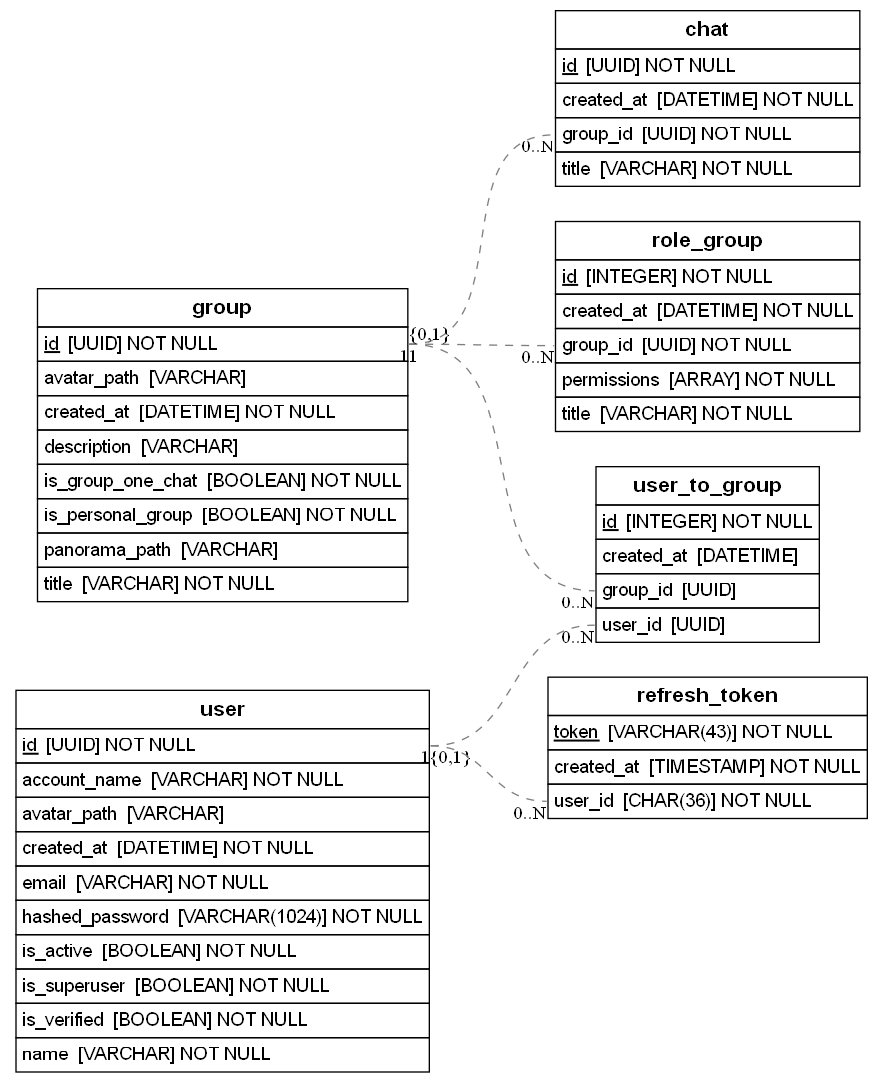 chat
id [UUID] NOT NULL
created_at [DATETIME] NOT NULL
group_id [UUID] NOT NULL
title [VARCHAR] NOT NULL
0..N
role_group
id [INTEGER] NOT NULL
created_at [DATETIME] NOT NULL
group_id [UUID] NOT NULL
permissions [ARRAY] NOT NULL
title [VARCHAR] NOT NULL
0..N
group
id [UUID] NOT NULL
avatar_path [VARCHAR]
created_at [DATETIME] NOT NULL
description [VARCHAR]
is_group_one_chat [BOOLEAN] NOT NULL
is_personal_group [BOOLEAN] NOT NULL
panorama_path [VARCHAR]
title [VARCHAR] NOT NULL
{0,1}
11
user_to_group
id [INTEGER] NOT NULL
created_at [DATETIME]
group_id [UUID]
user_id [UUID]
0..N
0..N
user
id [UUID] NOT NULL
account_name [VARCHAR] NOT NULL
avatar_path [VARCHAR]
created_at [DATETIME] NOT NULL
email [VARCHAR] NOT NULL
hashed_password [VARCHAR(1024)] NOT NULL
is_active [BOOLEAN] NOT NULL
is_superuser [BOOLEAN] NOT NULL
is_verified [BOOLEAN] NOT NULL
name [VARCHAR] NOT NULL
1{0,1}
refresh_token
token [VARCHAR(43)] NOT NULL
created_at [TIMESTAMP] NOT NULL
user_id [CHAR(36)] NOT NULL
0..N